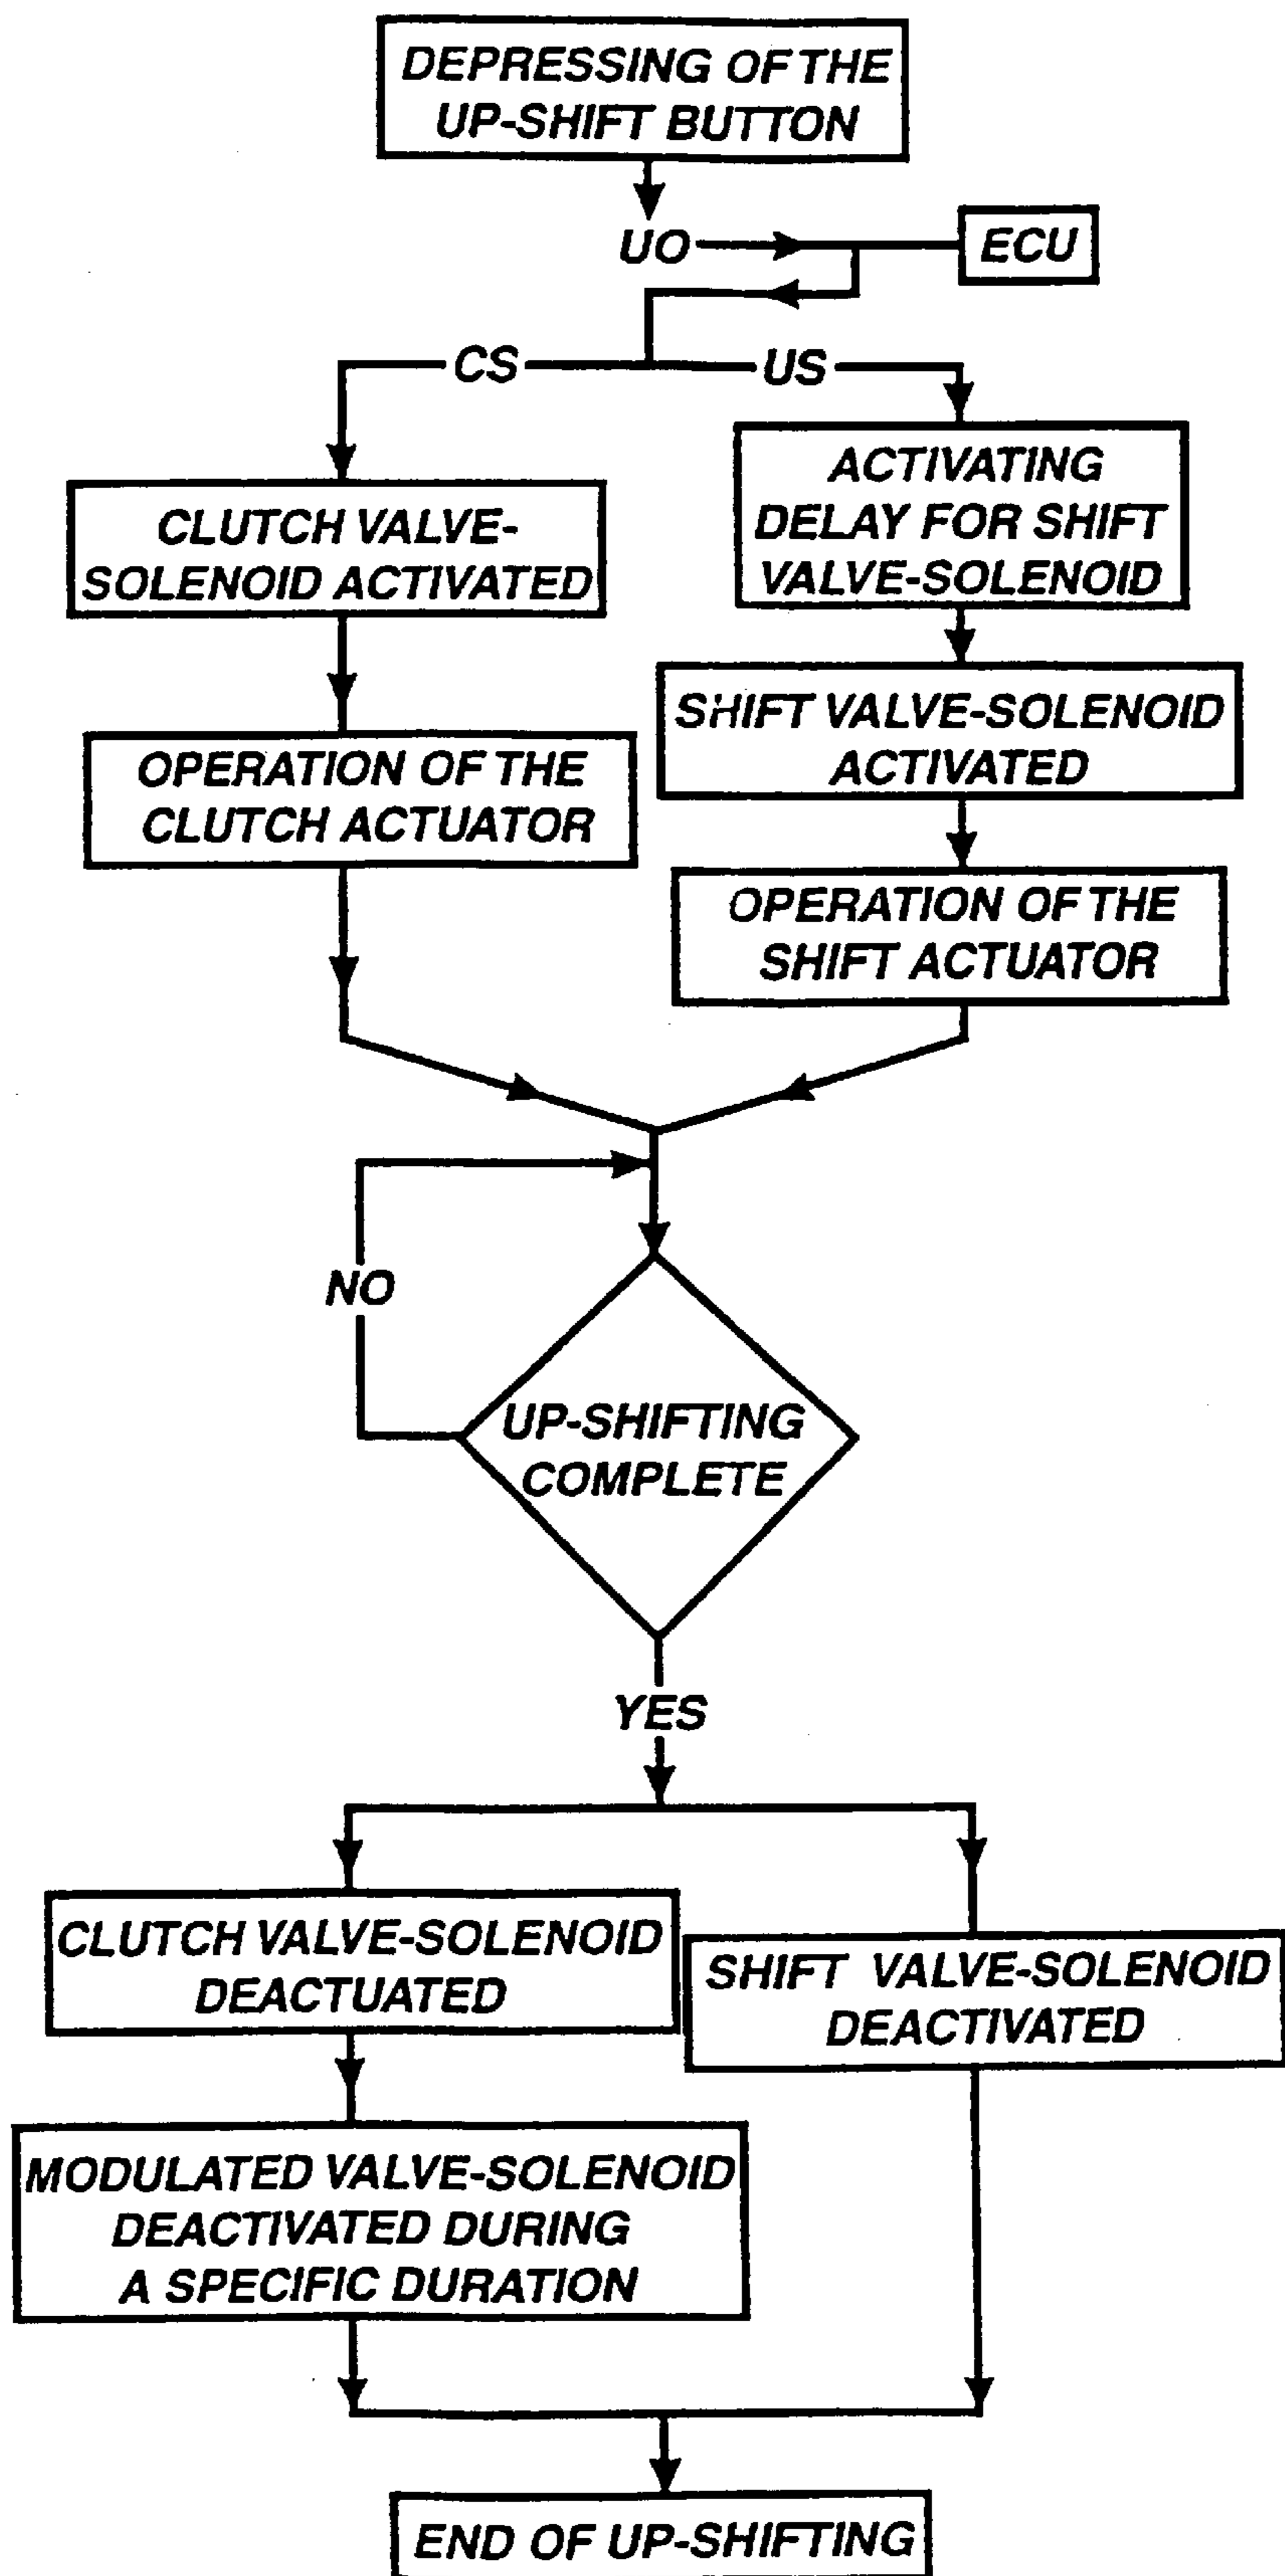 DEPRESSING OF THE
UP-SHIFT BUTTON
UO
ECU
CS
US
CLUTCH VALVE-
SOLENOID ACTIVATED
ACTIVATING
DELAY FOR SHIFT
VALVE-SOLENOID
SHIFT VALVE-SOLENOID
ACTIVATED
OPERATION OF THE
CLUTCH ACTUATOR
OPERATION OF THE
SHIFT ACTUATOR
NO
UP-SHIFTING
COMPLETE
YES
CLUTCH VALVE-SOLENOID
DEACTUATED
SHIFT VALVE-SOLENOID
DEACTIVATED
MODULATED VALVE-SOLENOID
DEACTIVATED DURING
A SPECIFIC DURATION
END OF UP-SHIFTING